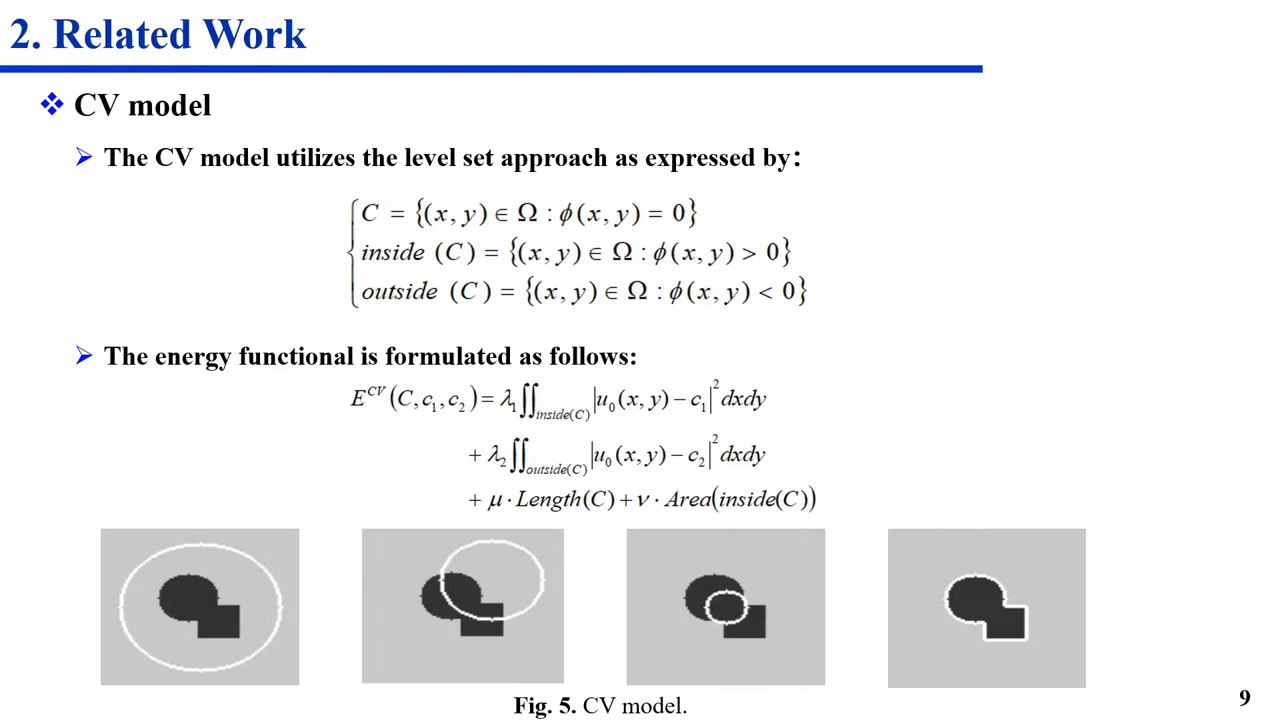 2. Related Work
❖ CV model
➢ The CV model utilizes the level set approach as expressed by：
C = {(x, y) ∈ Ω : ϕ(x, y) = 0}
inside (C) = {(x, y) ∈ Ω : ϕ(x, y) > 0}
outside (C) = {(x, y) ∈ Ω : ϕ(x, y) < 0}
➢ The energy functional is formulated as follows:
E^{CV}(C, c₁, c₂) = λ₁ ∬_{inside(C)} |u₀(x, y) − c₁|² dxdy
+ λ₂ ∬_{outside(C)} |u₀(x, y) − c₂|² dxdy
+ μ · Length(C) + ν · Area(inside(C))
Fig. 5. CV model.
9